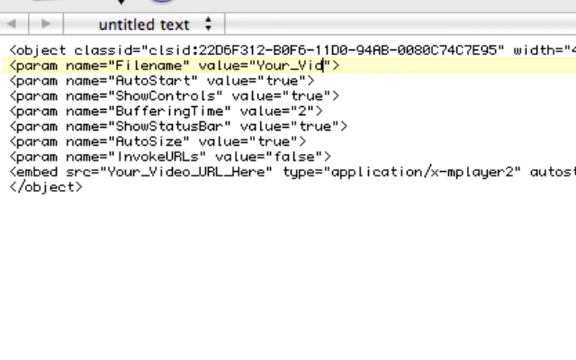 untitled text
<object classid="clsid:22D6F312-B0F6-11D0-94AB-0080C74C7E95" width="4
<param name="Filename" value="Your_Vid">
<param name="AutoStart" value="true">
<param name="ShowControls" value="true">
<param name="BufferingTime" value="2">
<param name="ShowStatusBar" value="true">
<param name="AutoSize" value="true">
<param name="InvokeURLs" value="false">
<embed src="Your_Video_URL_Here" type="application/x-mplayer2" autost
</object>